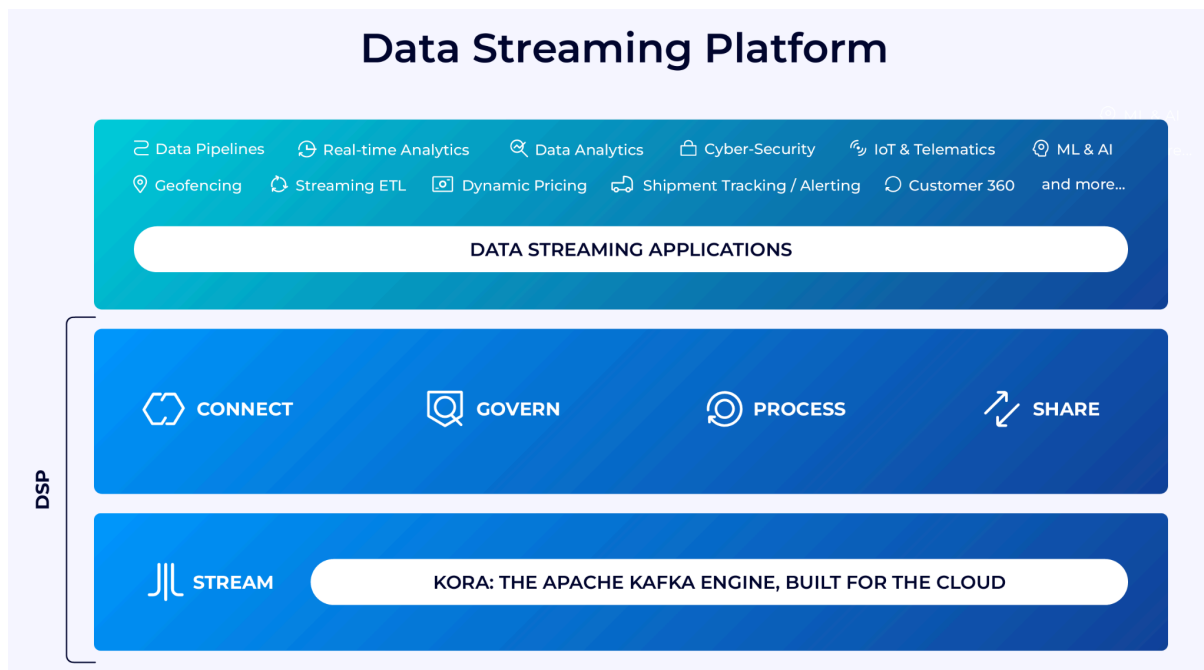 Data Streaming Platform
Data Pipelines Real-time Analytics Data Analytics Cyber-Security IoT & Telematics ML & AI
Geofencing Streaming ETL Dynamic Pricing Shipment Tracking / Alerting Customer 360 and more...
DATA STREAMING APPLICATIONS
CONNECT GOVERN PROCESS SHARE
DSP
STREAM KORA: THE APACHE KAFKA ENGINE, BUILT FOR THE CLOUD